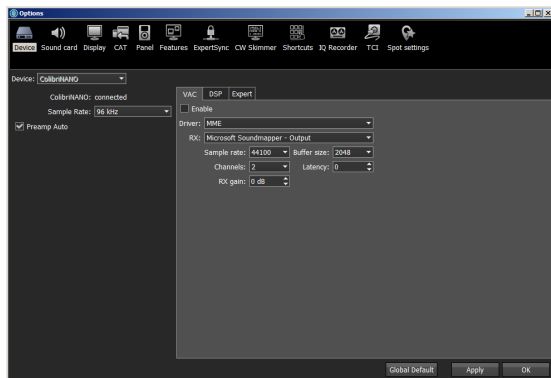 Options
Device Sound card Display CAT Panel Features ExpertSync CW Skimmer Shortcuts IQ Recorder TCI Spot settings
Device: ColibriNANO
ColibriNANO: connected
Sample Rate: 96 kHz
Preamp Auto
VAC DSP Expert
Enable
Driver: MME
RX: Microsoft Soundmapper - Output
Sample rate: 44100 Buffer size: 2048
Channels: 2 Latency: 0
RX gain: 0 dB
Global Default Apply OK